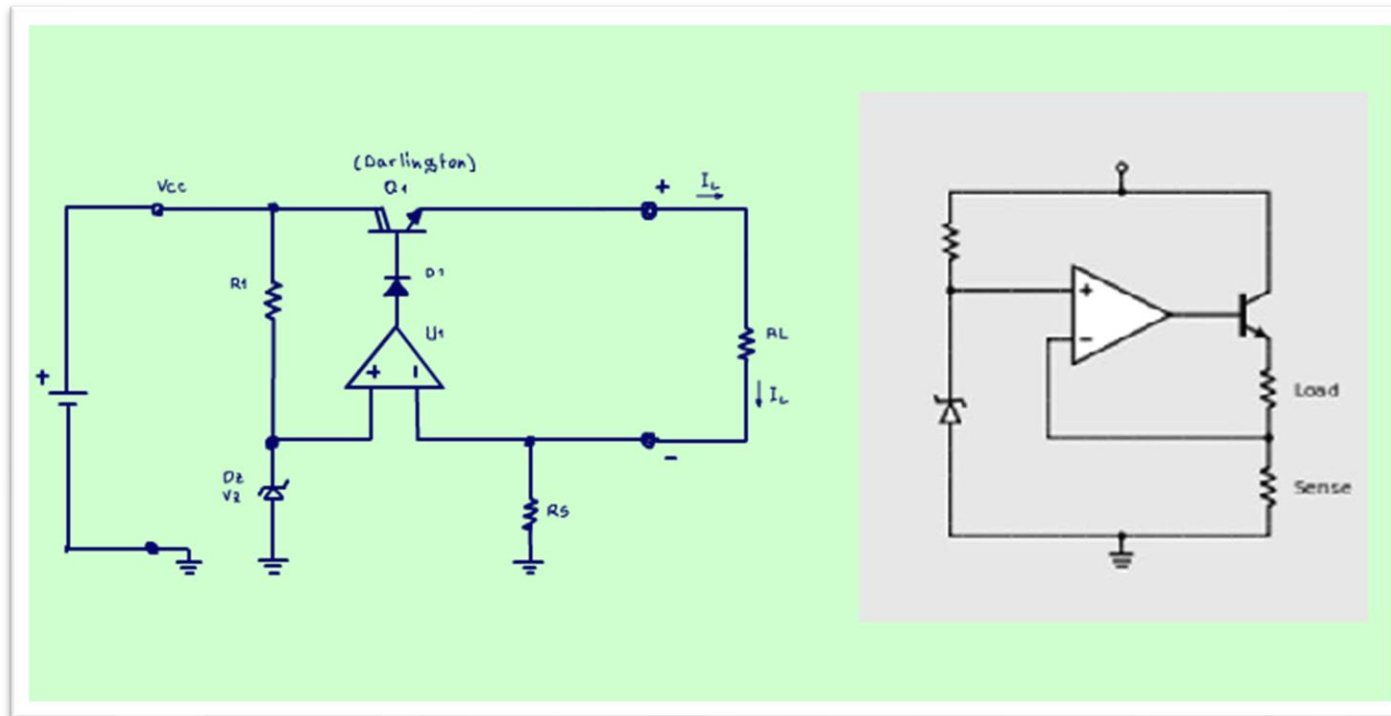 (Darlington)
Q1
Vcc
+
IL
R1
D1
U1
+
-
RL
IL
+
-
Dz
Vz
Rs
+
-
Load
Sense